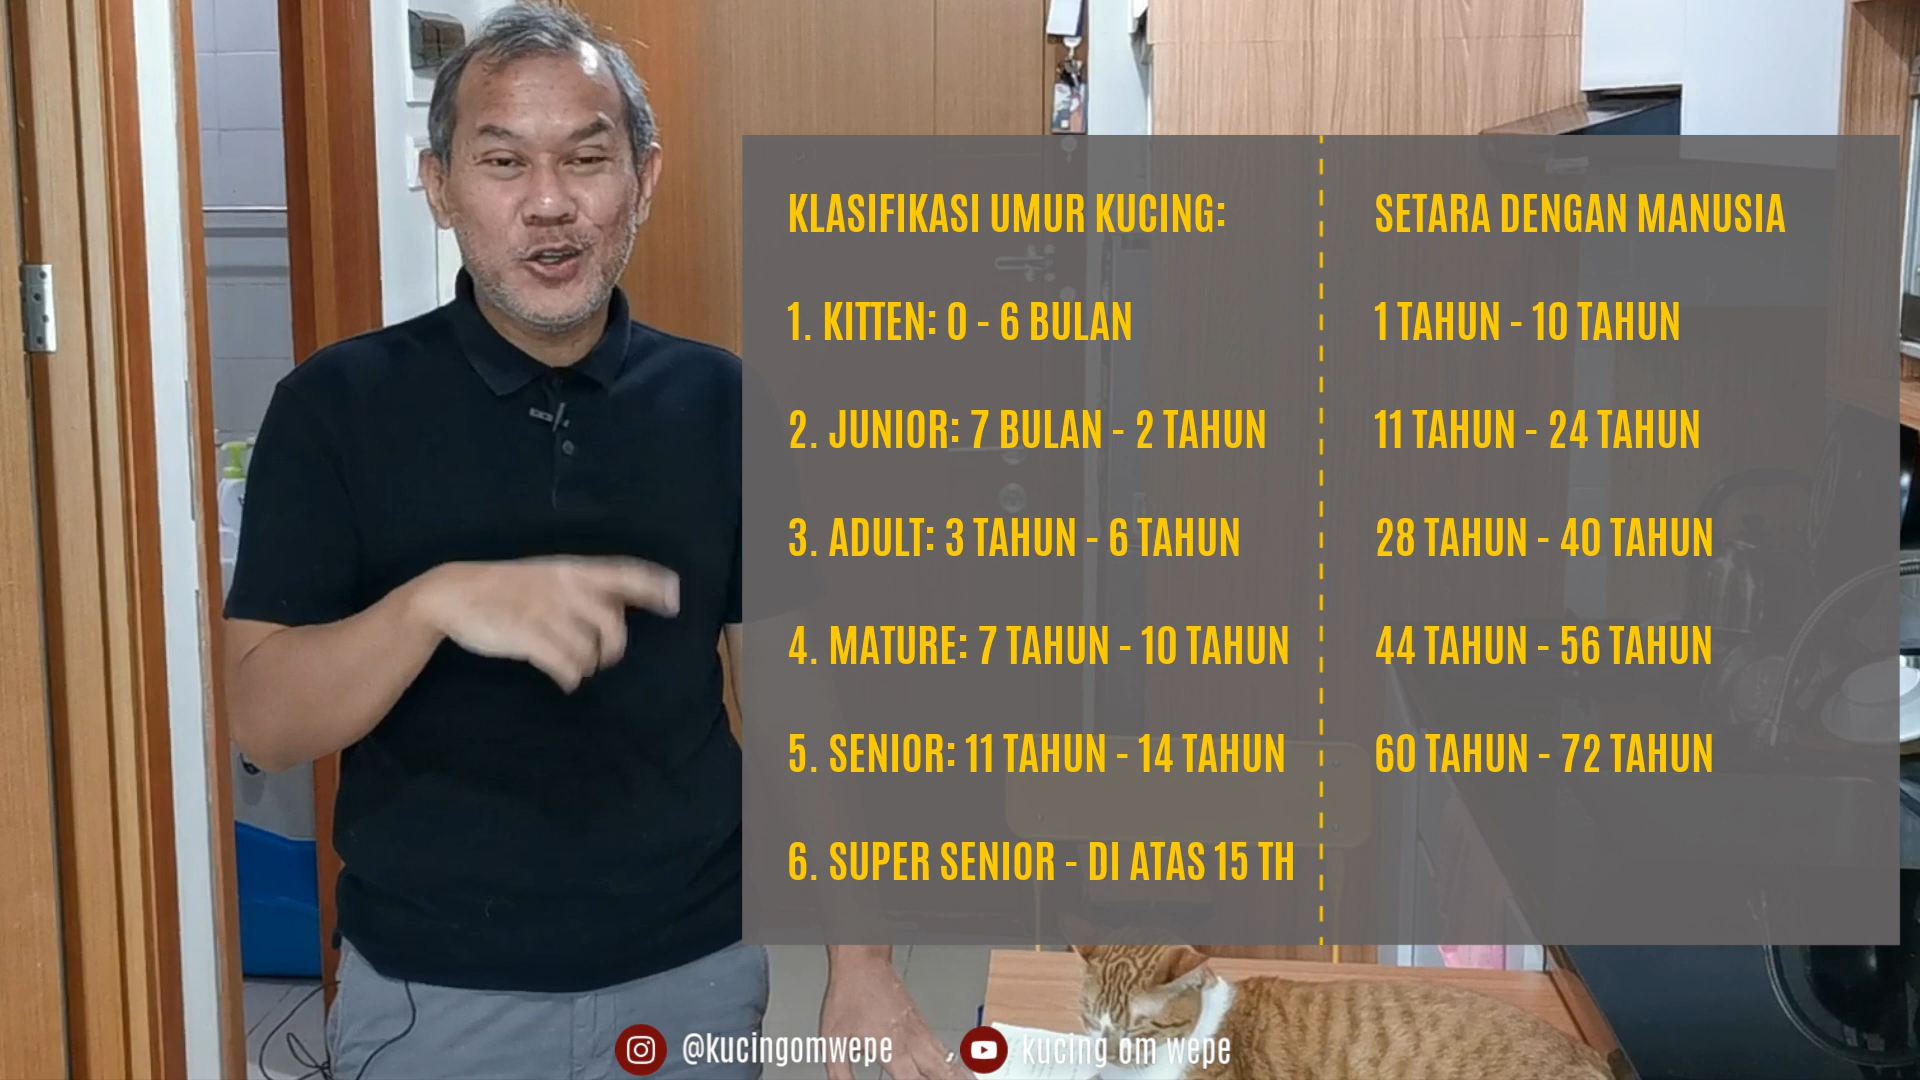 KLASIFIKASI UMUR KUCING:
1. KITTEN: 0 - 6 BULAN
2. JUNIOR: 7 BULAN - 2 TAHUN
3. ADULT: 3 TAHUN - 6 TAHUN
4. MATURE: 7 TAHUN - 10 TAHUN
5. SENIOR: 11 TAHUN - 14 TAHUN
6. SUPER SENIOR - DI ATAS 15 TH
SETARA DENGAN MANUSIA
1 TAHUN - 10 TAHUN
11 TAHUN - 24 TAHUN
28 TAHUN - 40 TAHUN
44 TAHUN - 56 TAHUN
60 TAHUN - 72 TAHUN
@kucingomwepe
kucing om wepe